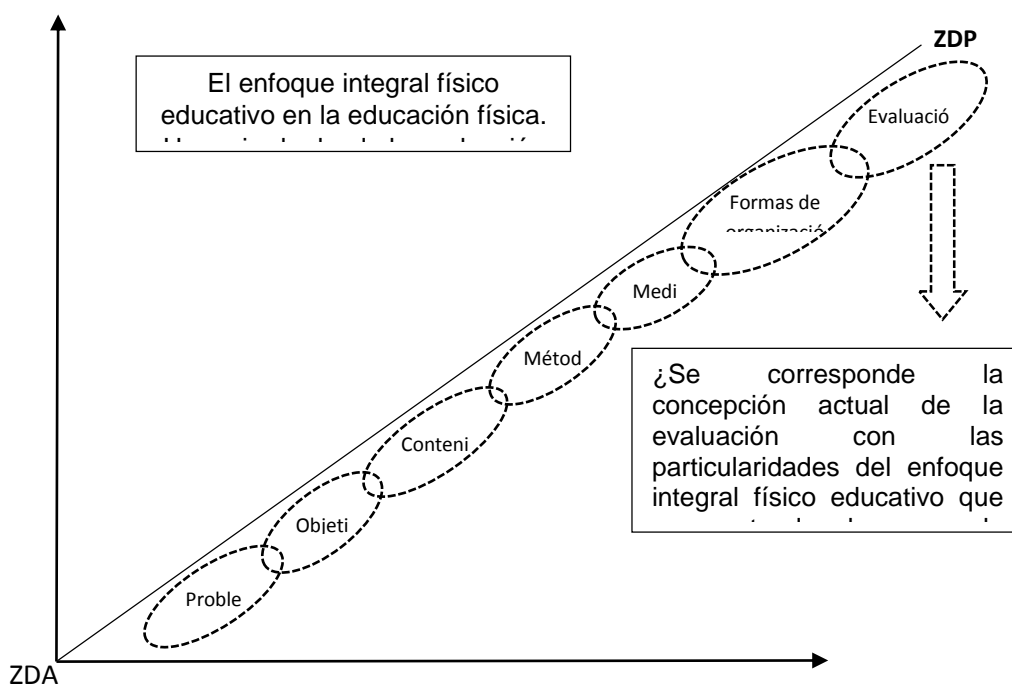 ZDP
El enfoque integral físico
educativo en la educación física.
Evaluació
Formas de
organizació
Medi
Métod
¿Se corresponde la
concepción actual de la
evaluación con las
particularidades del enfoque
integral físico educativo que
Conteni
Objeti
Proble
ZDA